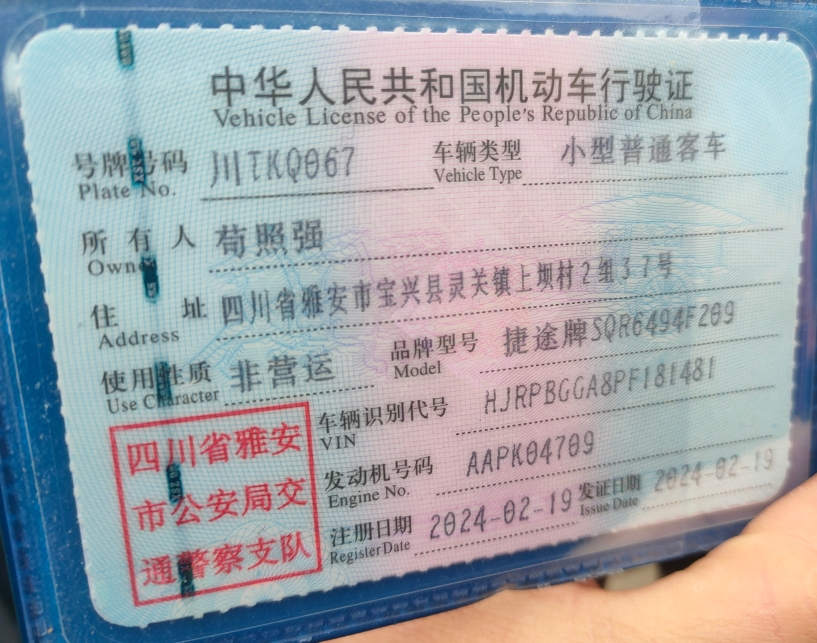 中华人民共和国机动车行驶证
Vehicle License of the People's Republic of China
号牌号码 川TKQ067 车辆类型 小型普通客车
Plate No. Vehicle Type
所有人 苟照强
Owner
住址 四川省雅安市宝兴县灵关镇上坝村2组37号
Address
使用性质 非营运 品牌型号 捷途牌SQR6494F209
Use Character Model
车辆识别代号 HJRPBGGA8PF181481
VIN
发动机号码 AAPK04709
Engine No.
注册日期 2024-02-19 发证日期 2024-02-19
Register Date Issue Date
四川省雅安
市公安局交
通警察支队